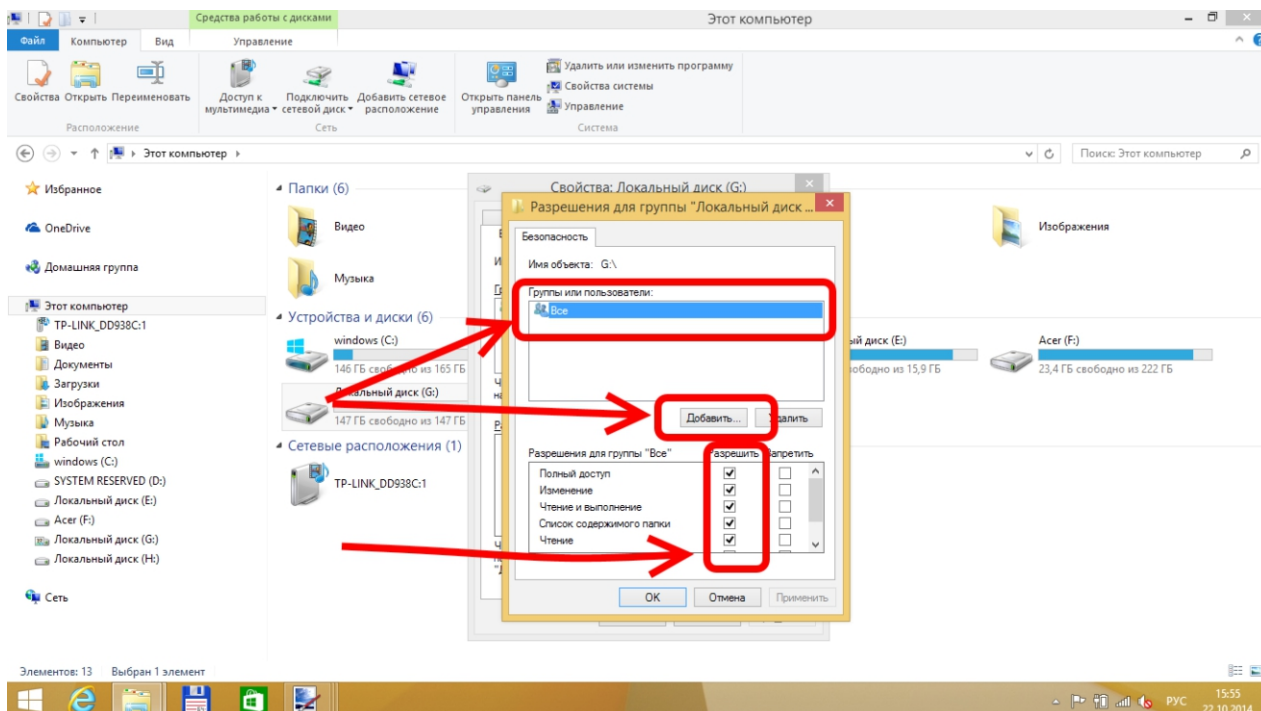 Средства работы с дисками
Этот компьютер
Файл Компьютер Вид Управление
Свойства Открыть Переименовать
Доступ к мультимедиа
Подключить сетевой диск
Добавить сетевое расположение
Открыть панель управления
Удалить или изменить программу
Свойства системы
Управление
Расположение Сеть Система
Этот компьютер
Поиск: Этот компьютер
Избранное
OneDrive
Домашняя группа
Этот компьютер
TP-LINK_DD938C:1
Видео
Документы
Загрузки
Изображения
Музыка
Рабочий стол
windows (C:)
SYSTEM RESERVED (D:)
Локальный диск (E:)
Acer (F:)
Локальный диск (G:)
Локальный диск (H:)
Сеть
Папки (6)
Видео
Музыка
Изображения
Устройства и диски (6)
windows (C:)
146 ГБ свободно из 165 ГБ
Локальный диск (G:)
147 ГБ свободно из 147 ГБ
диск (E:)
из 15,9 ГБ
Acer (F:)
23,4 ГБ свободно из 222 ГБ
Сетевые расположения (1)
TP-LINK_DD938C:1
Свойства: Локальный диск (G:)
Разрешения для группы "Локальный диск ...
Безопасность
Имя объекта: G:\
Группы или пользователи:
Все
Добавить... Удалить
Разрешения для группы "Все" Разрешить Запретить
Полный доступ
Изменение
Чтение и выполнение
Список содержимого папки
Чтение
OK Отмена Применить
Элементов: 13 Выбран 1 элемент
РУС
15:55
22.10.2014